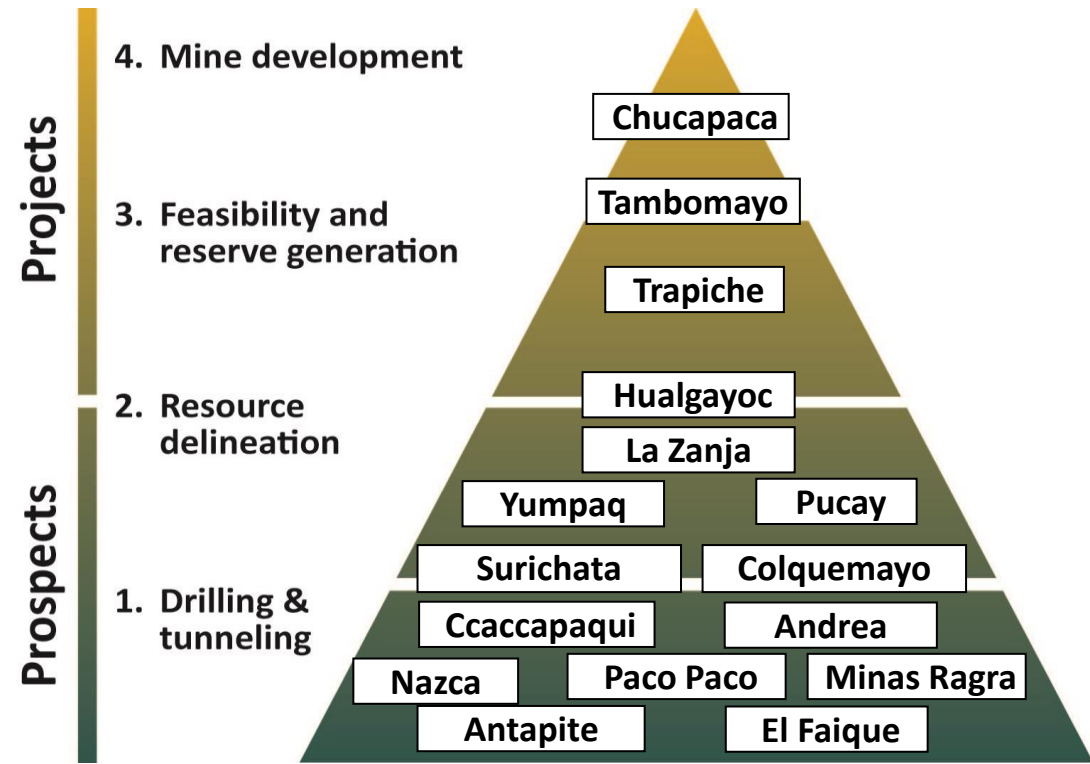 Projects
4. Mine development
3. Feasibility and
reserve generation
Prospects
2. Resource
delineation
1. Drilling &
tunneling
Chucapaca
Tambomayo
Trapiche
Hualgayoc
La Zanja
Yumpaq
Pucay
Surichata
Colquemayo
Ccaccapaqui
Andrea
Nazca
Paco Paco
Minas Ragra
Antapite
El Faique